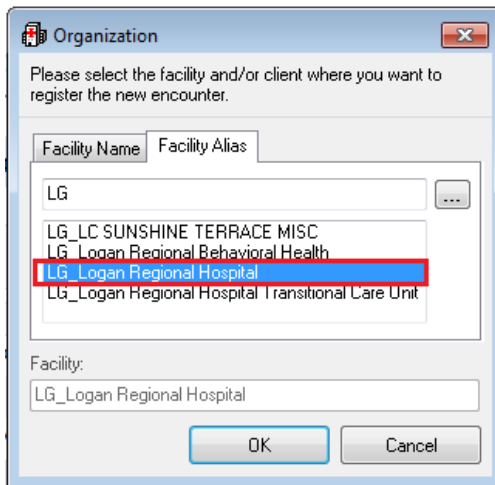 Organization
Please select the facility and/or client where you want to
register the new encounter.
Facility Name Facility Alias
LG ...
LG_LC SUNSHINE TERRACE MISC
LG_Logan Regional Behavioral Health
LG_Logan Regional Hospital
LG_Logan Regional Hospital Transitional Care Unit
Facility:
LG_Logan Regional Hospital
OK Cancel